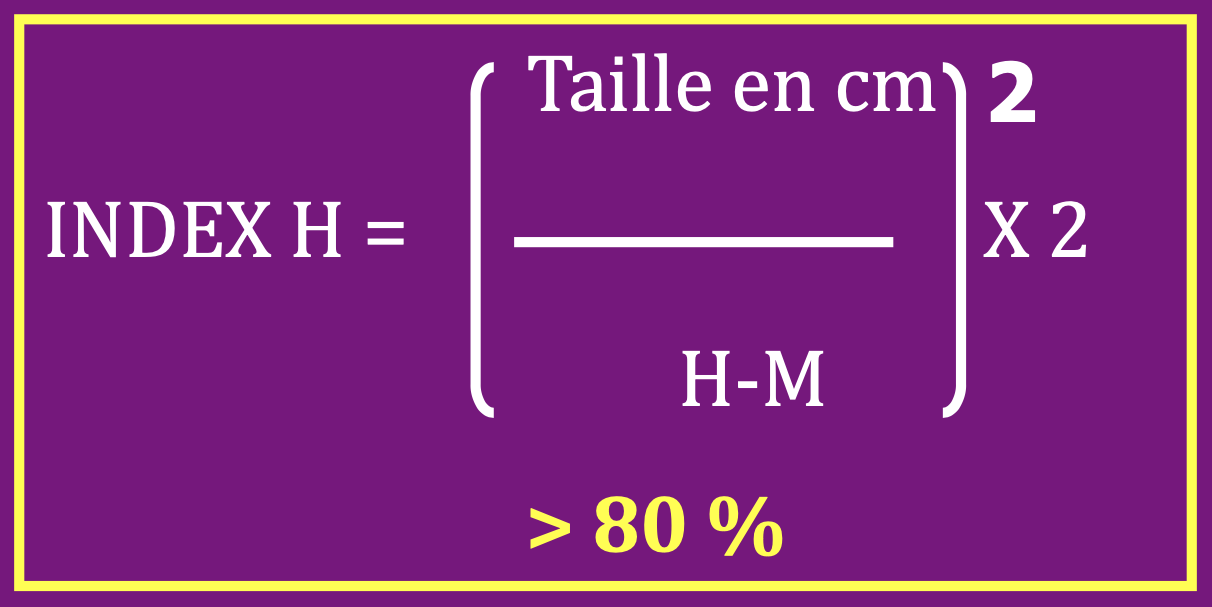 Taille en cm 2
INDEX H = X 2
H-M
> 80 %